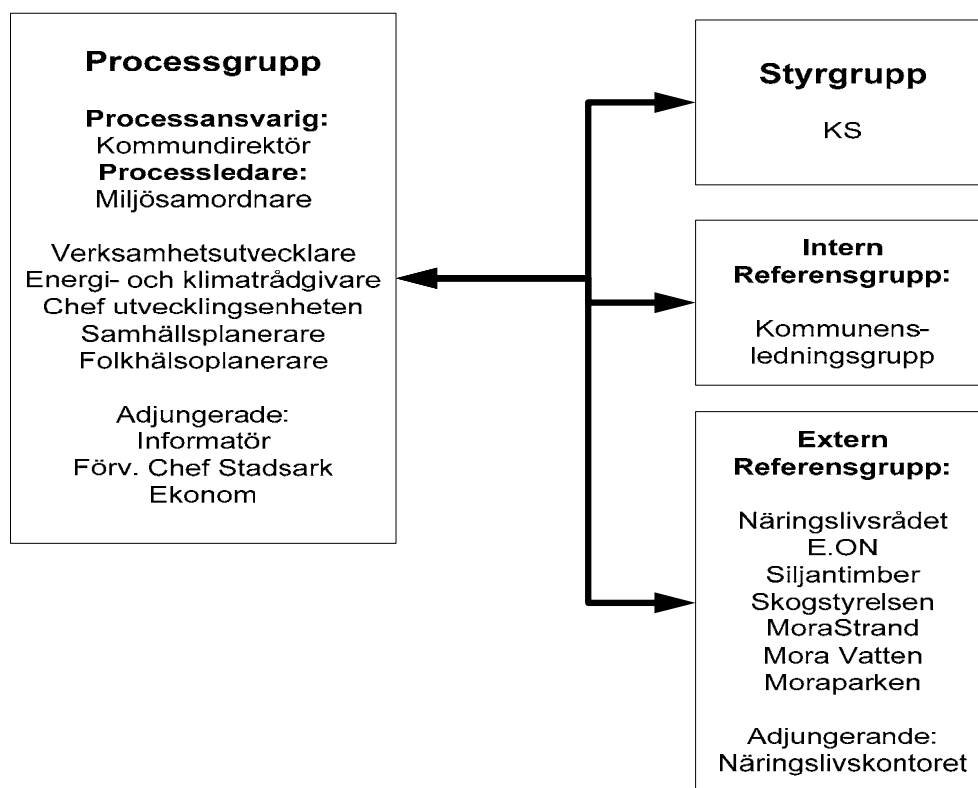 Processgrupp
Processansvarig:
Kommundirektör
Processledare:
Miljösamordnare
Verksamhetsutvecklare
Energi- och klimatrådgivare
Chef utvecklingsenheten
Samhällsplanerare
Folkhälsoplanerare
Adjungerade:
Informatör
Förv. Chef Stadsark
Ekonom
Styrgrupp
KS
Intern
Referensgrupp:
Kommunens-
ledningsgrupp
Extern
Referensgrupp:
Näringslivsrådet
E.ON
Siljantimber
Skogstyrelsen
MoraStrand
Mora Vatten
Moraparken
Adjungerande:
Näringslivskontoret